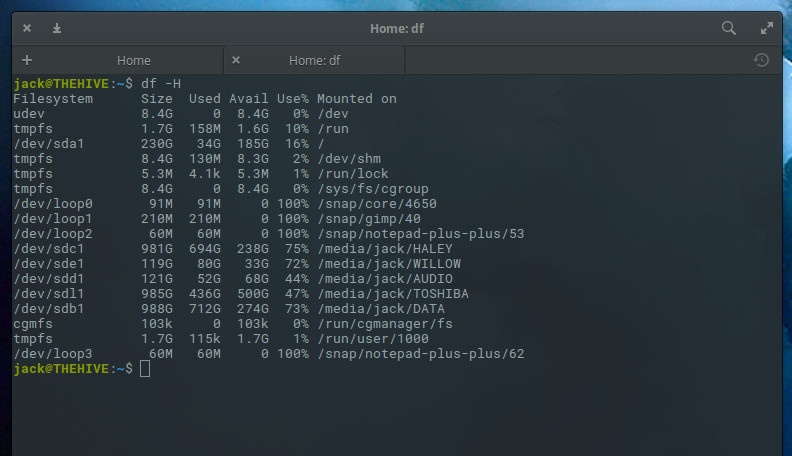 Home: df
Home Home: df
jack@THEHIVE:~$ df -H
Filesystem      Size  Used Avail Use% Mounted on
udev            8.4G     0  8.4G   0% /dev
tmpfs           1.7G  158M  1.6G  10% /run
/dev/sda1       230G   34G  185G  16% /
tmpfs           8.4G  130M  8.3G   2% /dev/shm
tmpfs           5.3M  4.1k  5.3M   1% /run/lock
tmpfs           8.4G     0  8.4G   0% /sys/fs/cgroup
/dev/loop0       91M   91M     0 100% /snap/core/4650
/dev/loop1      210M  210M     0 100% /snap/gimp/40
/dev/loop2       60M   60M     0 100% /snap/notepad-plus-plus/53
/dev/sdc1       981G  694G  238G  75% /media/jack/HALEY
/dev/sde1       119G   80G   33G  72% /media/jack/WILLOW
/dev/sdd1       121G   52G   68G  44% /media/jack/AUDIO
/dev/sdl1       985G  436G  500G  47% /media/jack/TOSHIBA
/dev/sdb1       988G  712G  274G  73% /media/jack/DATA
cgmfs           103k     0  103k   0% /run/cgmanager/fs
tmpfs           1.7G  115k  1.7G   1% /run/user/1000
/dev/loop3       60M   60M     0 100% /snap/notepad-plus-plus/62
jack@THEHIVE:~$